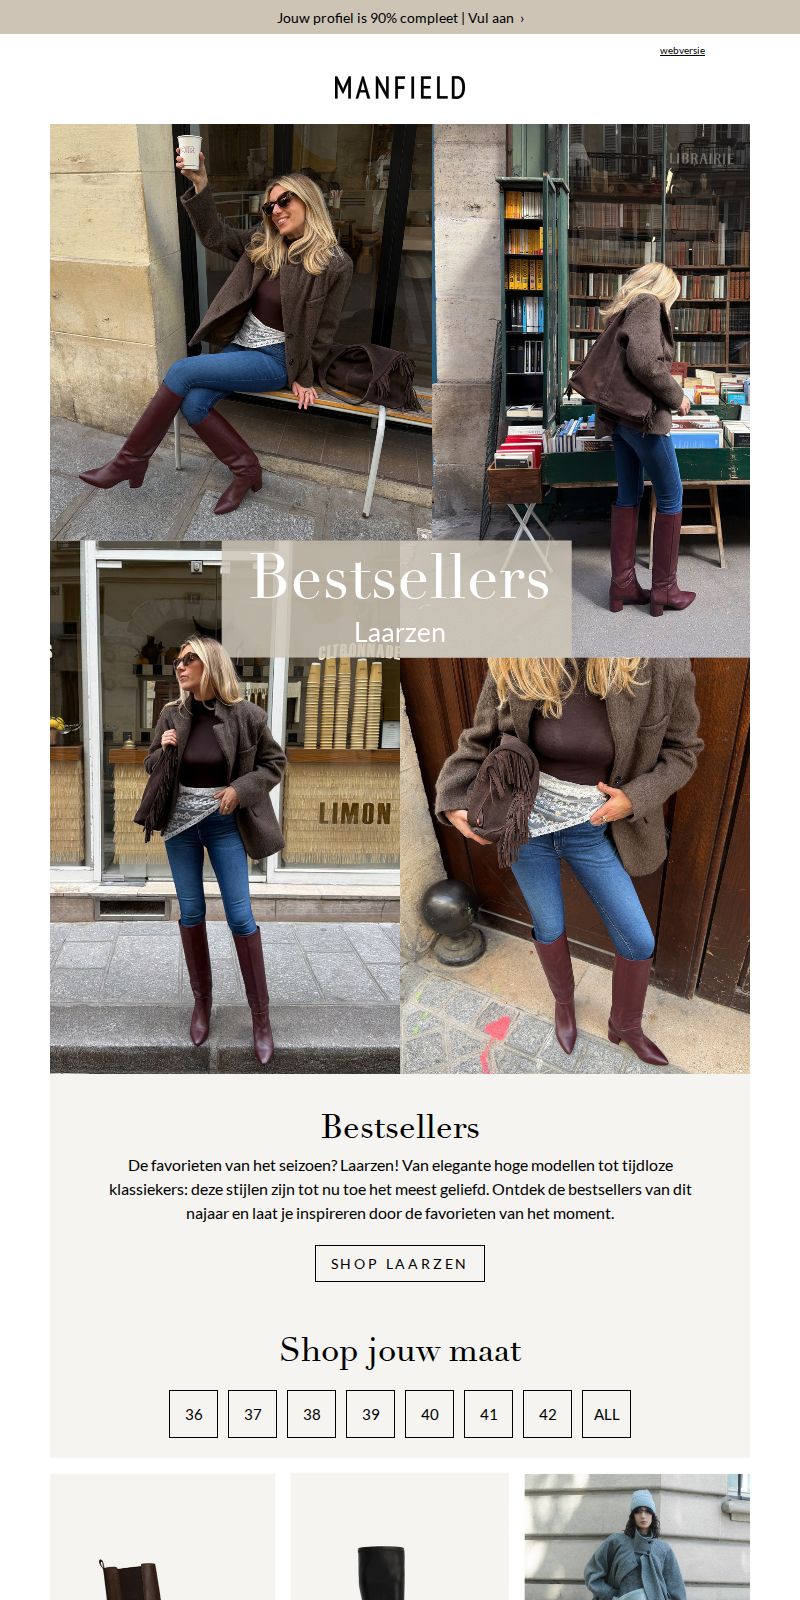 Jouw profiel is 90% compleet | Vul aan ›
webversie
MANFIELD
LIBRAIRIE
Bestsellers
Laarzen
CITRONNADE
LIMON
Bestsellers
De favorieten van het seizoen? Laarzen! Van elegante hoge modellen tot tijdloze
klassiekers: deze stijlen zijn tot nu toe het meest geliefd. Ontdek de bestsellers van dit
najaar en laat je inspireren door de favorieten van het moment.
SHOP LAARZEN
Shop jouw maat
36 37 38 39 40 41 42 ALL